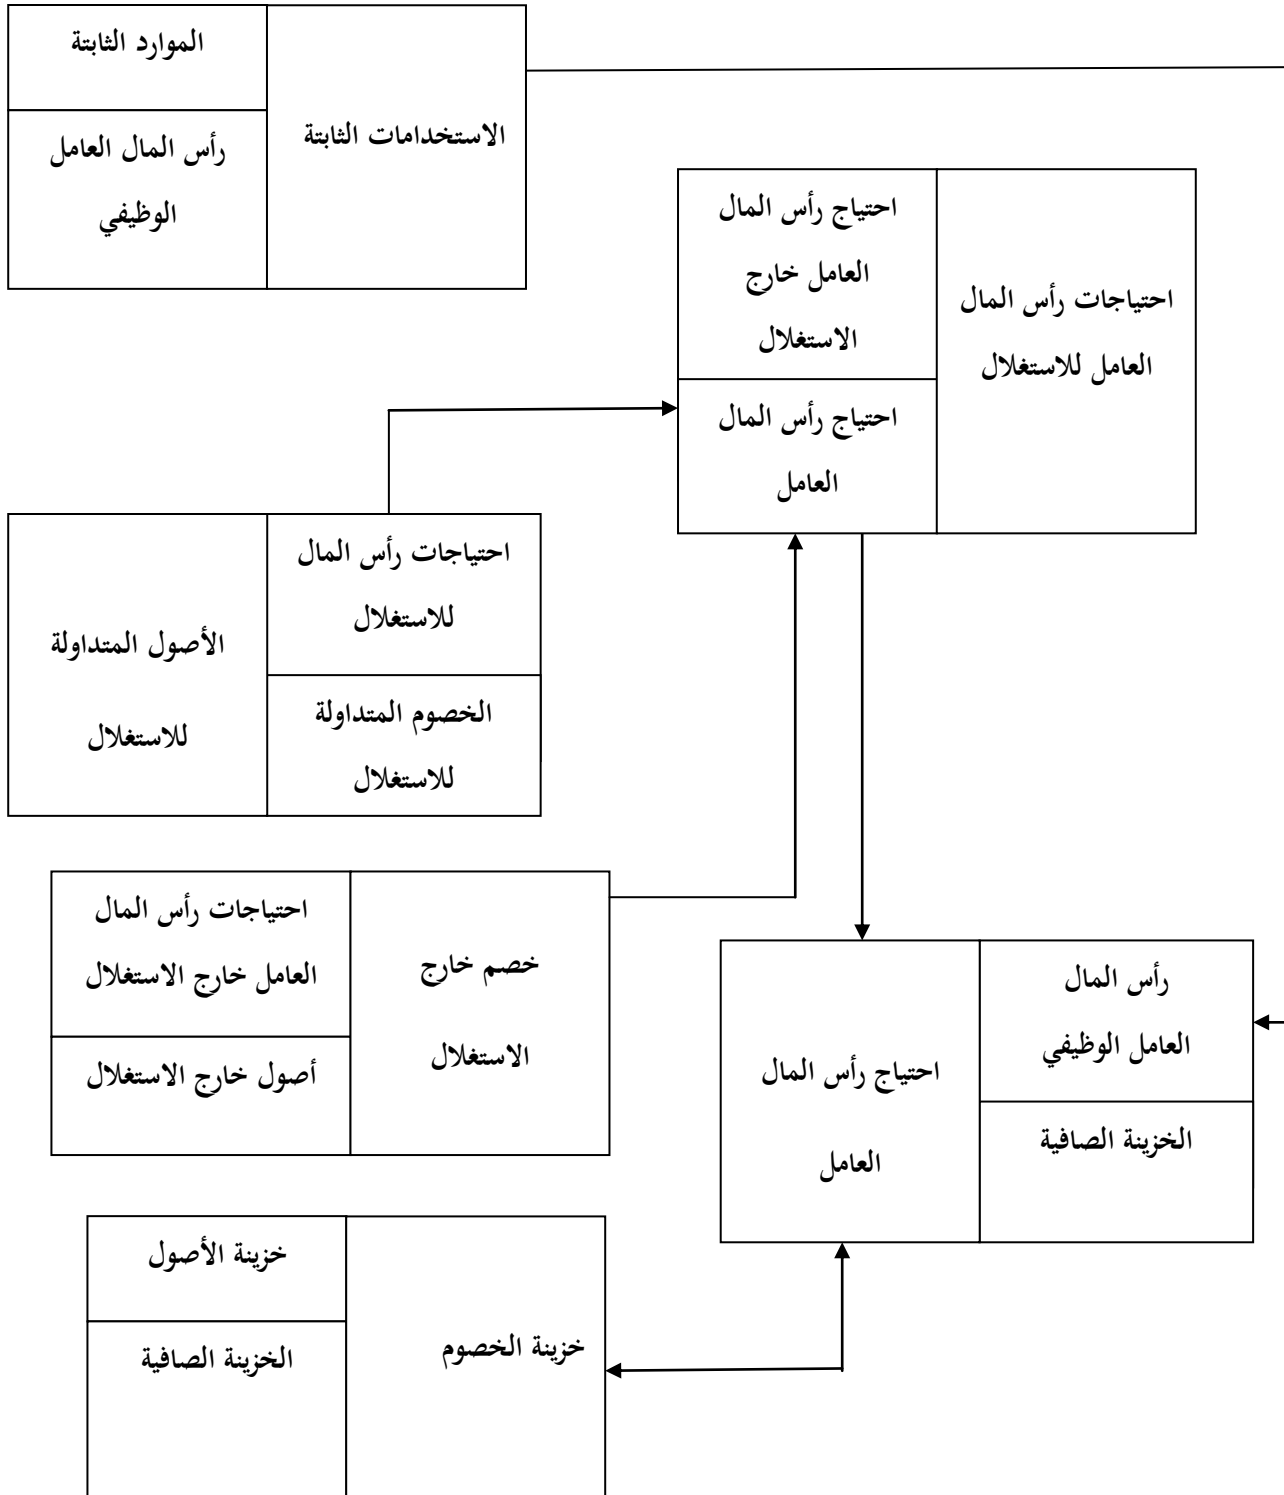 الموارد الثابتة
رأس المال العامل
الوظيفي
الاستخدامات الثابتة
احتياج رأس المال
العامل خارج
الاستغلال
احتياج رأس المال
العامل
احتياجات رأس المال
العامل للاستغلال
احتياجات رأس المال
للاستغلال
الخصوم المتداولة
للاستغلال
الأصول المتداولة
للاستغلال
احتياجات رأس المال
العامل خارج الاستغلال
أصول خارج الاستغلال
خصم خارج
الاستغلال
رأس المال
العامل الوظيفي
الخزينة الصافية
احتياج رأس المال
العامل
خزينة الأصول
الخزينة الصافية
خزينة الخصوم